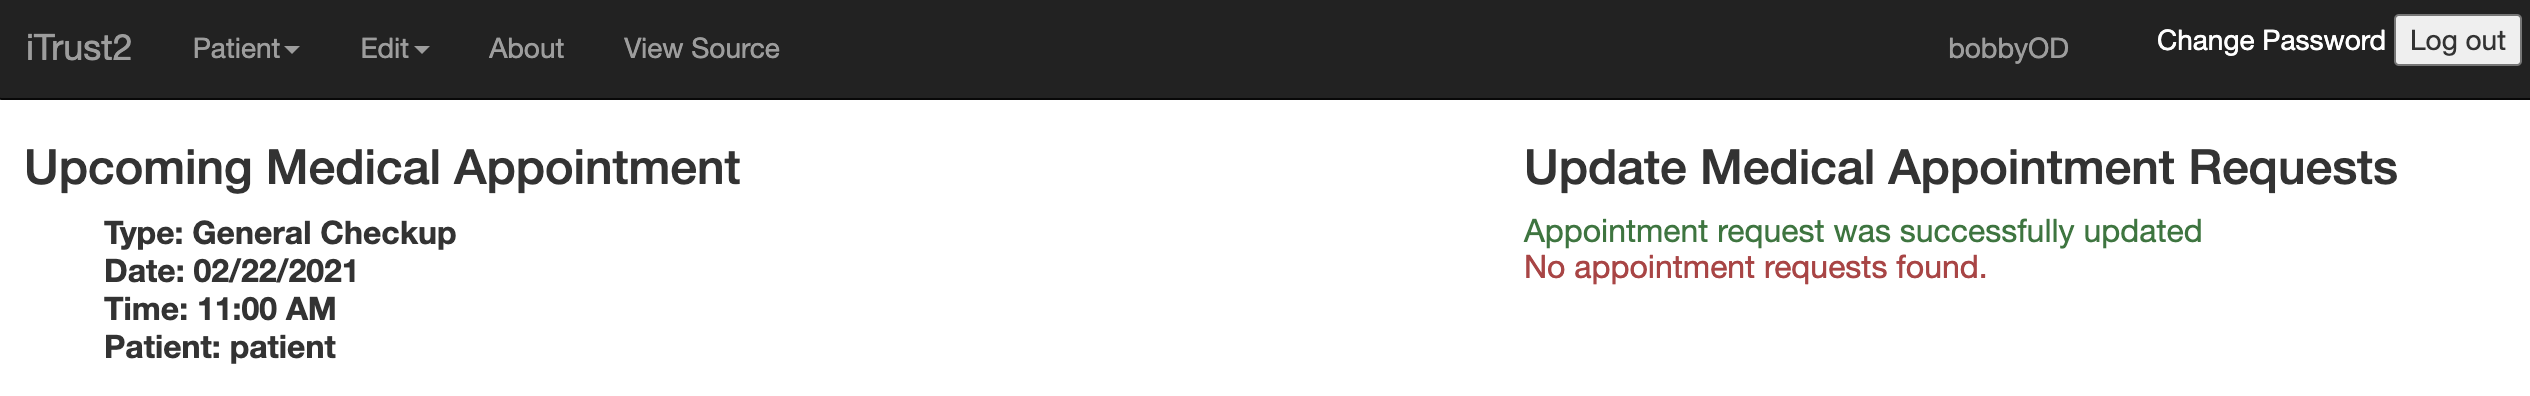 iTrust2 Patient Edit About View Source bobbyOD Change Password Log out
Upcoming Medical Appointment
Type: General Checkup
Date: 02/22/2021
Time: 11:00 AM
Patient: patient
Update Medical Appointment Requests
Appointment request was successfully updated
No appointment requests found.